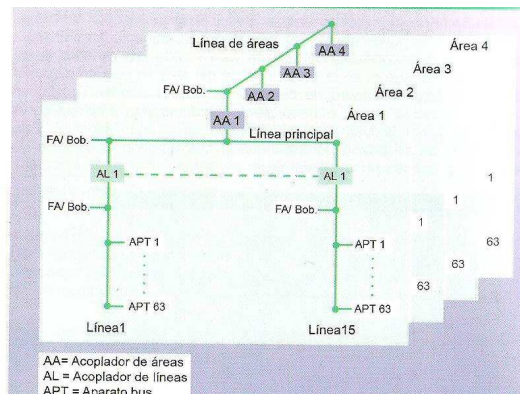 Línea de áreas
AA 4
AA 3
AA 2
AA 1
Área 4
Área 3
Área 2
Área 1
FA/ Bob.
FA/ Bob.
Línea principal
AL 1
AL 1
FA/ Bob.
FA/ Bob.
APT 1
APT 1
APT 63
APT 63
Línea1
Línea15
1
1
1
63
63
63
AA= Acoplador de áreas
AL = Acoplador de líneas
APT = Aparato bus